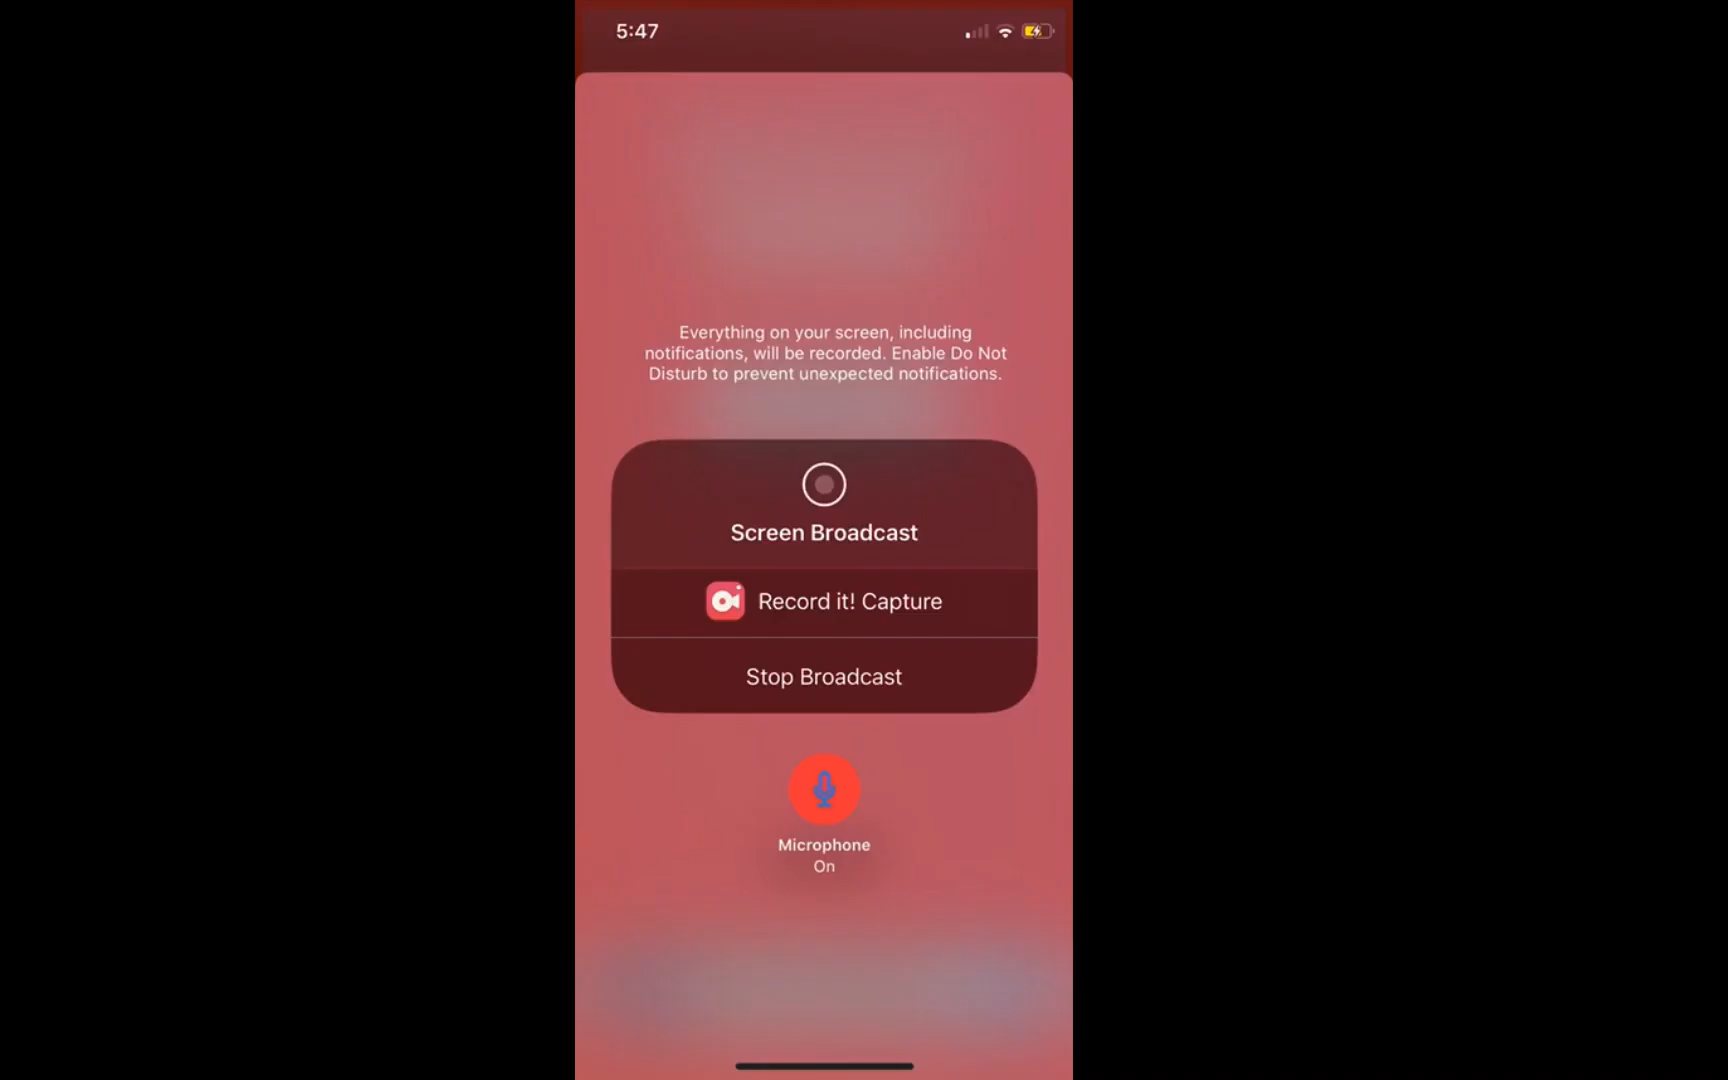 5:47
Everything on your screen, including
notifications, will be recorded. Enable Do Not
Disturb to prevent unexpected notifications.
Screen Broadcast
Record it! Capture
Stop Broadcast
Microphone
On